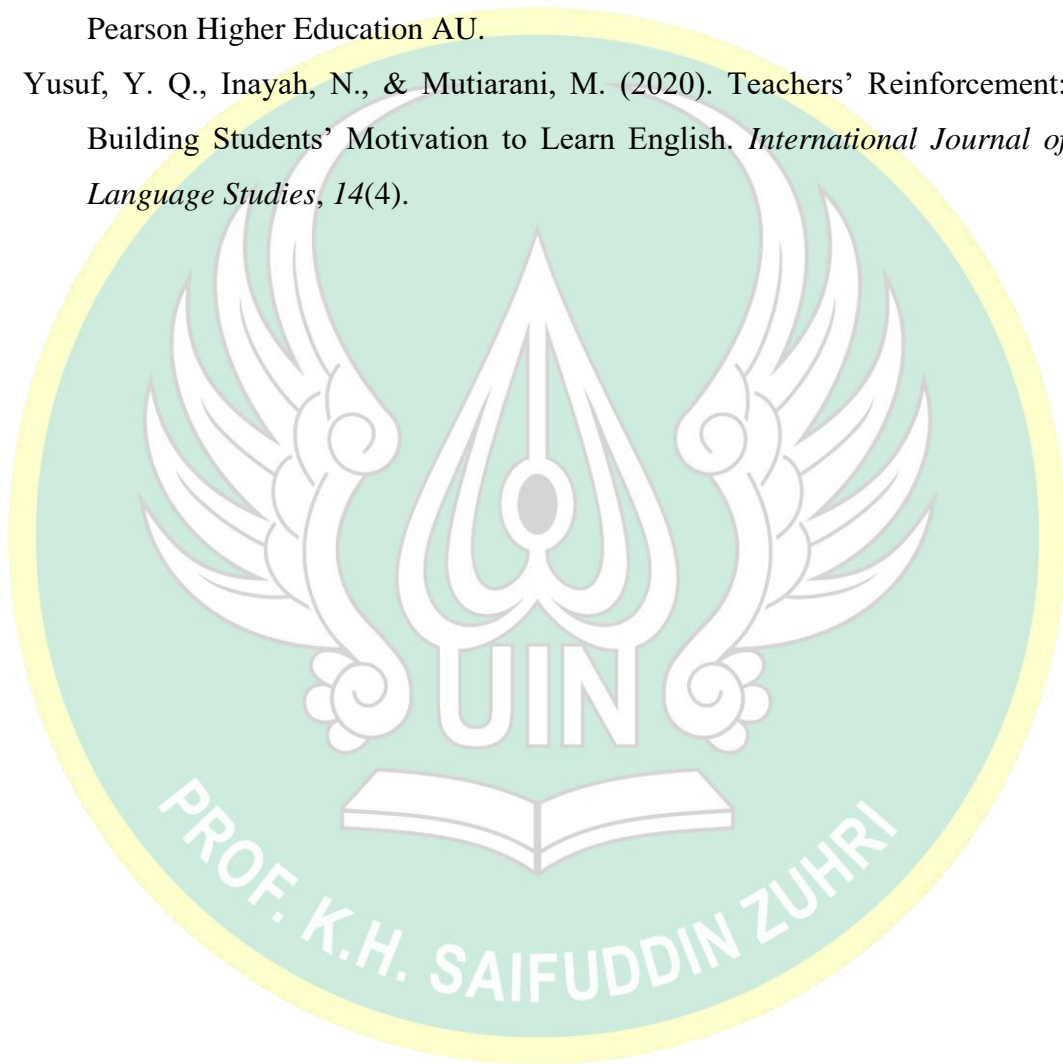 Pearson Higher Education AU.
Yusuf, Y. Q., Inayah, N., & Mutiarani, M. (2020). Teachers’ Reinforcement:
Building Students’ Motivation to Learn English. International Journal of
Language Studies, 14(4).
UIN
PROF. K.H. SAIFUDDIN ZUHRI